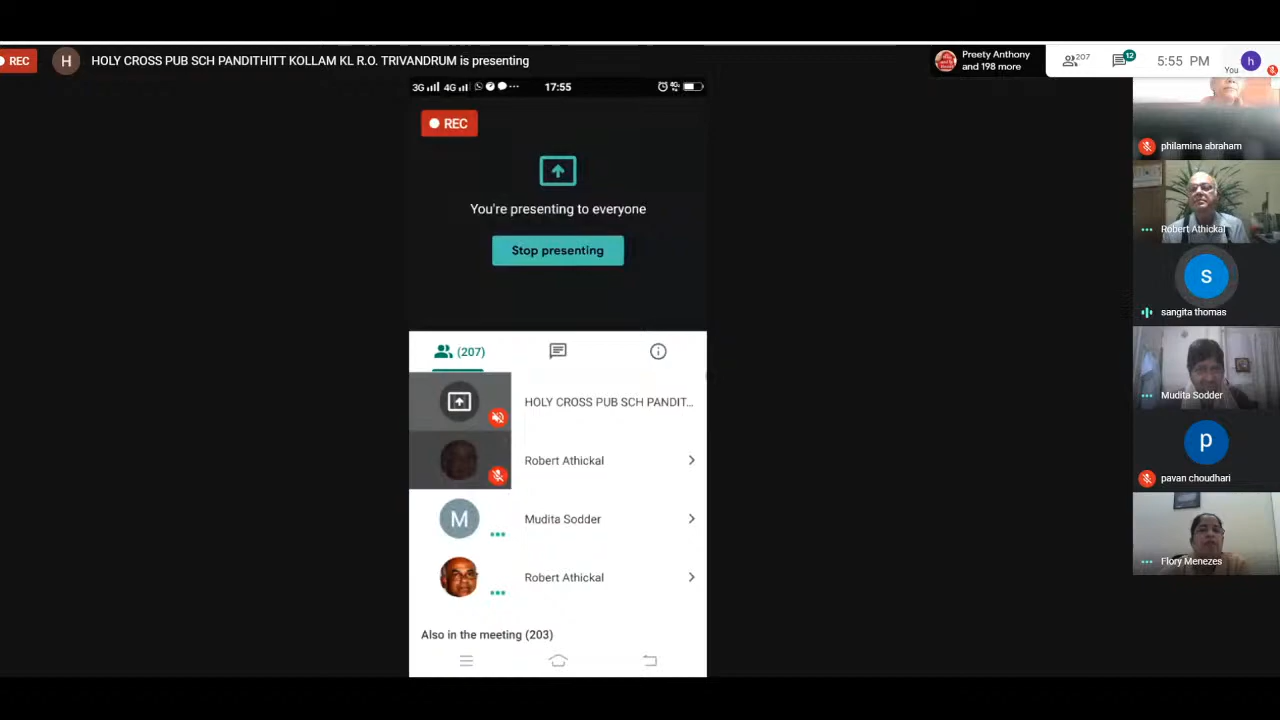 REC
H
HOLY CROSS PUB SCH PANDITHITT KOLLAM KL R.O. TRIVANDRUM is presenting
Preety Anthony
and 198 more
207
12
5:55 PM
You
h
3G 4G
17:55
REC
You're presenting to everyone
Stop presenting
(207)
HOLY CROSS PUB SCH PANDIT...
Robert Athickal
M
Mudita Sodder
Robert Athickal
Also in the meeting (203)
philamina abraham
Robert Athickal
s
sangita thomas
Mudita Sodder
p
pavan choudhari
Flory Menezes